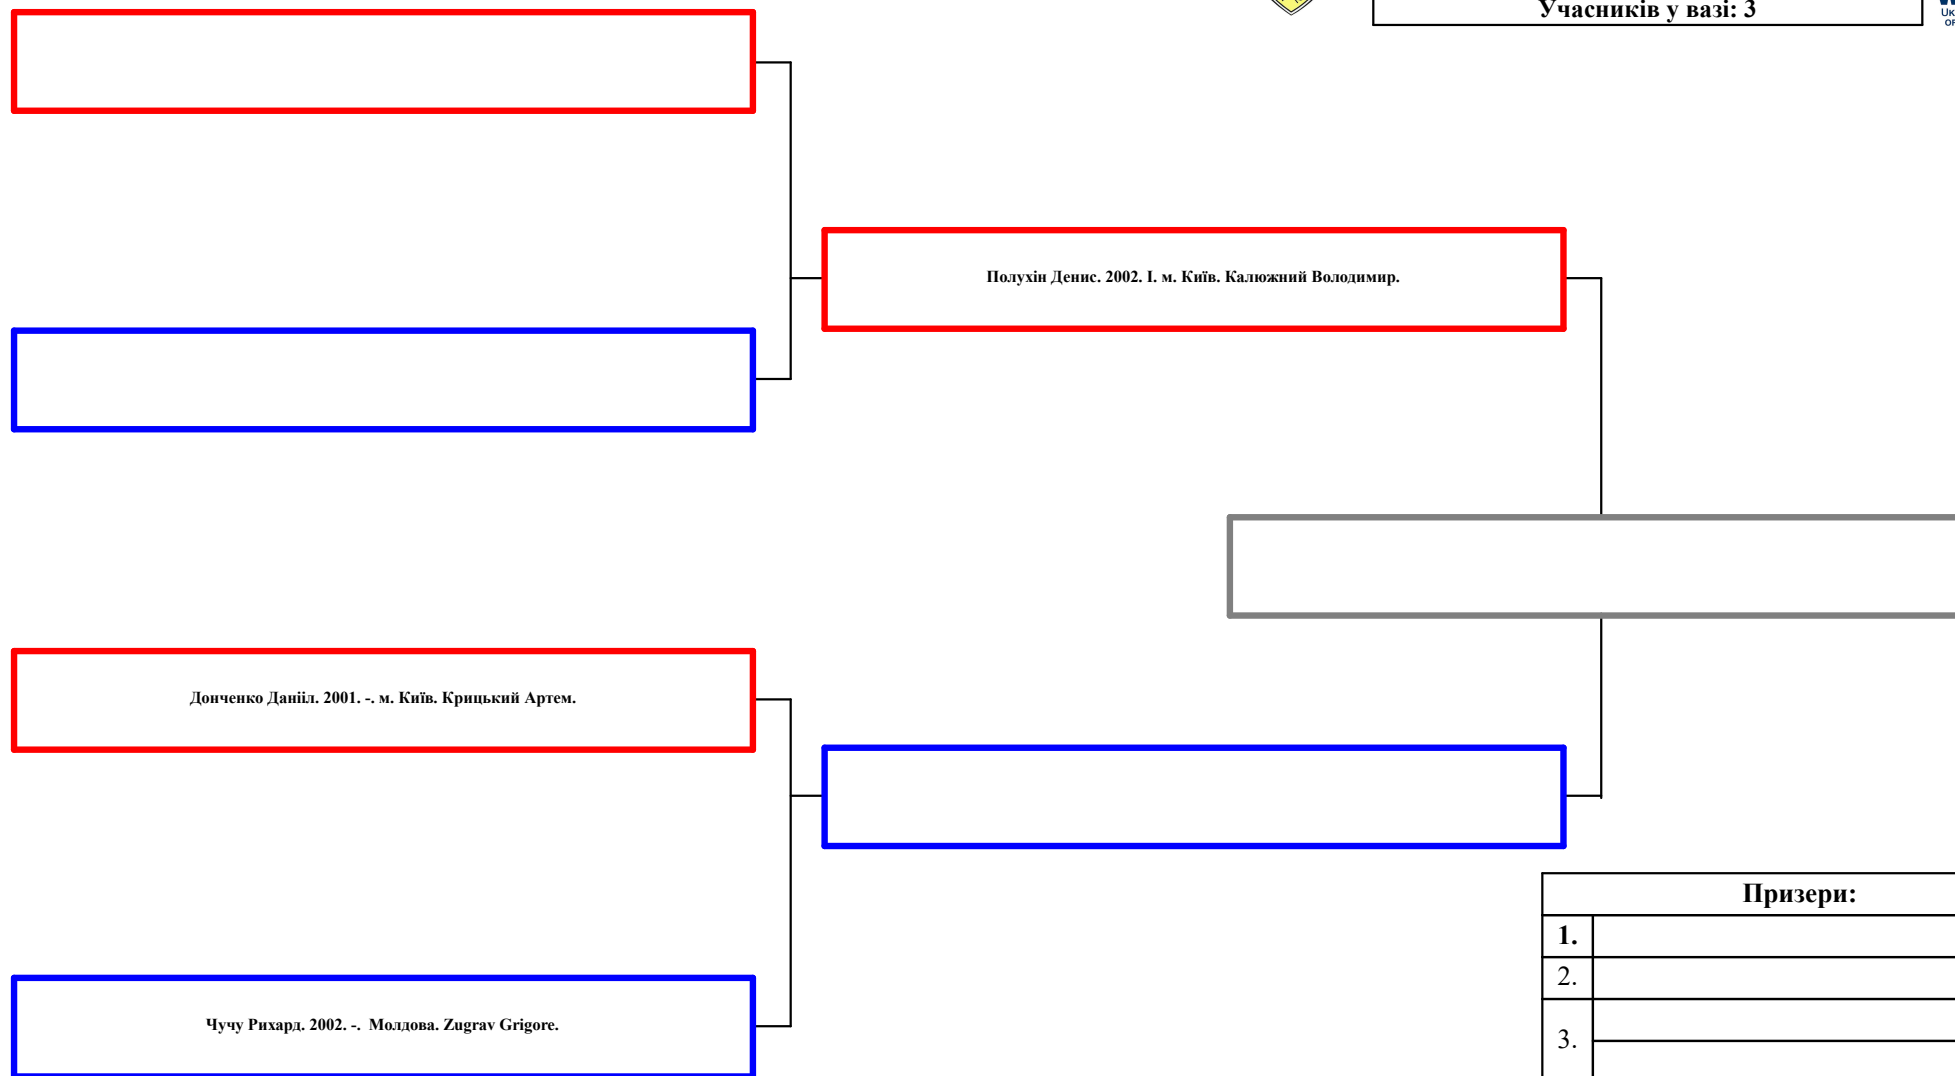 Учасників у вазі: 3
Полухін Денис. 2002. І. м. Київ. Калюжний Володимир.
Донченко Данііл. 2001. -. м. Київ. Крицький Артем.
Чучу Рихард. 2002. -. Молдова. Zugrav Grigore.
Призери:
1.
2.
3.